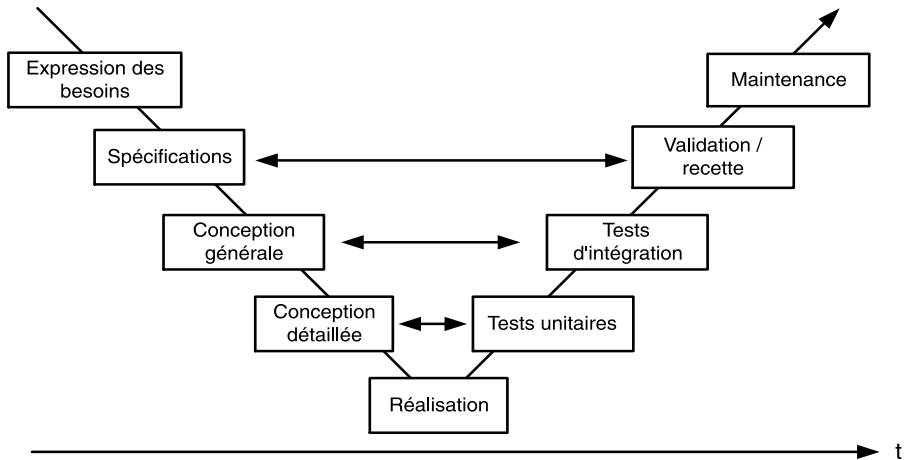 Expression des
besoins
Maintenance
Spécifications
Validation /
recette
Conception
générale
Tests
d'intégration
Conception
détaillée
Tests unitaires
Réalisation
t